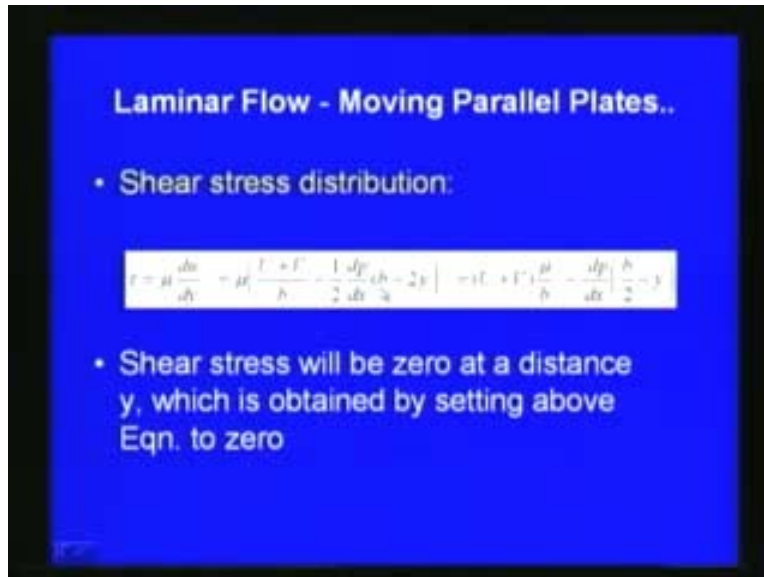 Laminar Flow - Moving Parallel Plates..
• Shear stress distribution:
• Shear stress will be zero at a distance
y, which is obtained by setting above
Eqn. to zero